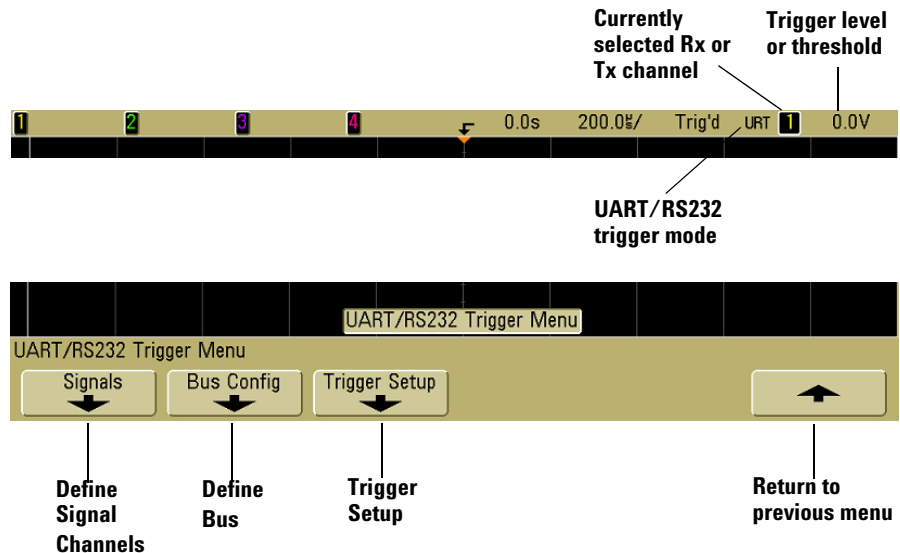 Currently
selected Rx or
Tx channel
Trigger level
or threshold
1 2 3 4 0.0s 200.0㎲/ Trig'd URT 1 0.0V
UART/RS232
trigger mode
UART/RS232 Trigger Menu
UART/RS232 Trigger Menu
Signals Bus Config Trigger Setup
Define
Signal
Channels
Define
Bus
Trigger
Setup
Return to
previous menu